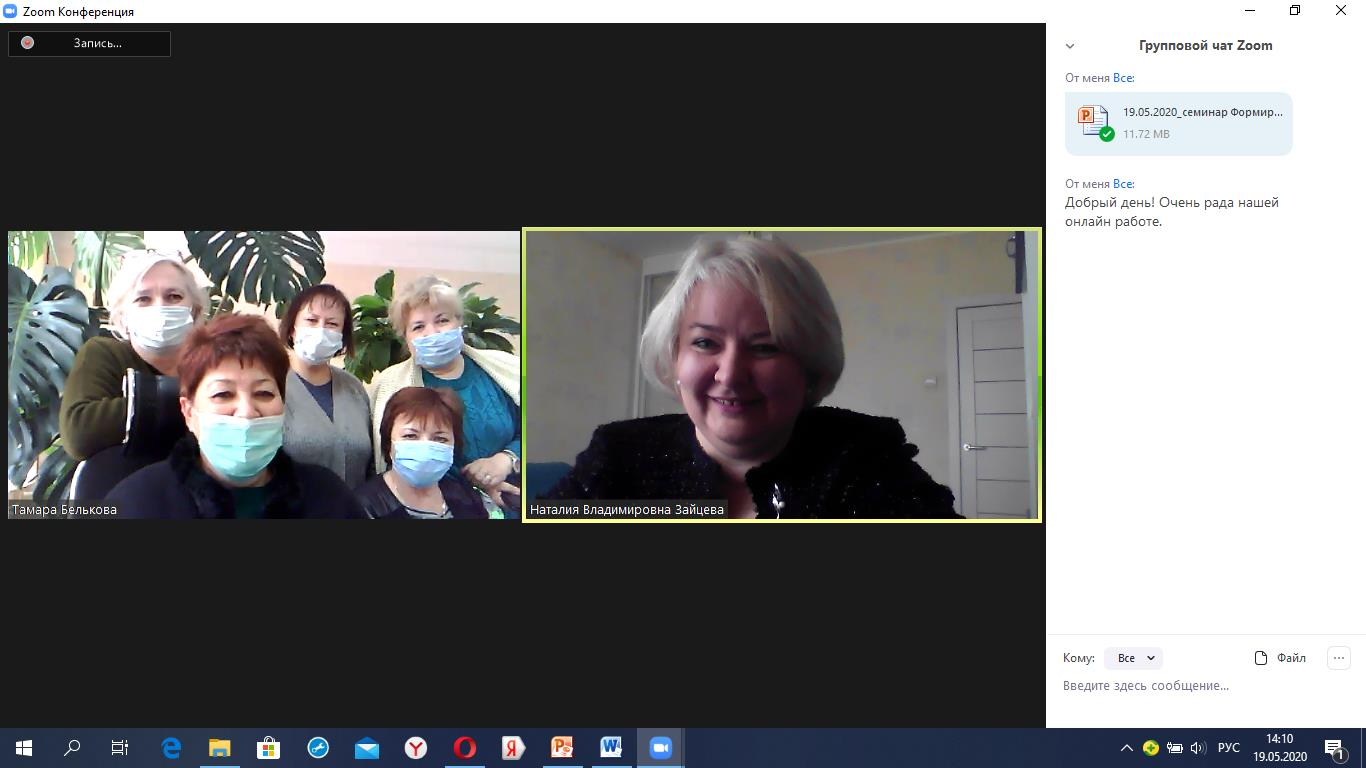 Zoom Конференция
Запись...
Тамара Белькова
Наталия Владимировна Зайцева
Групповой чат Zoom
От меня Все:
19.05.2020_семинар Формир...
11.72 MB
От меня Все:
Добрый день! Очень рада нашей
онлайн работе.
Кому: Все
Файл
Введите здесь сообщение...
РУС
14:10
19.05.2020
1